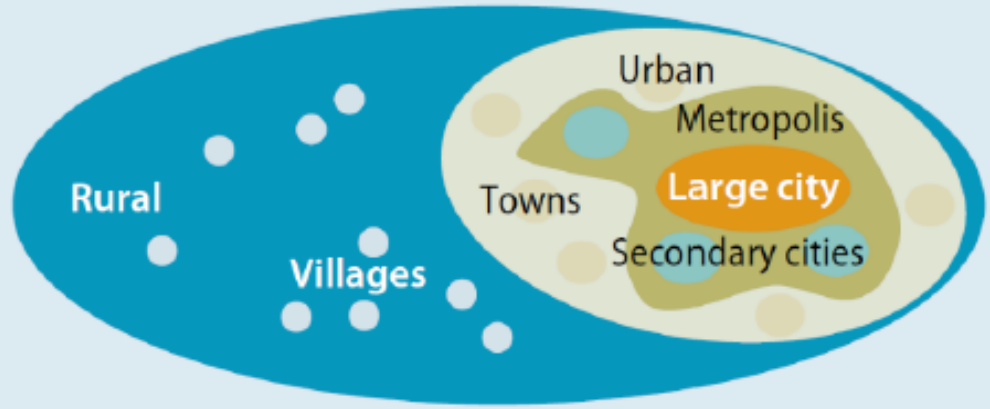 Urban
Metropolis
Rural
Towns
Large city
Secondary cities
Villages